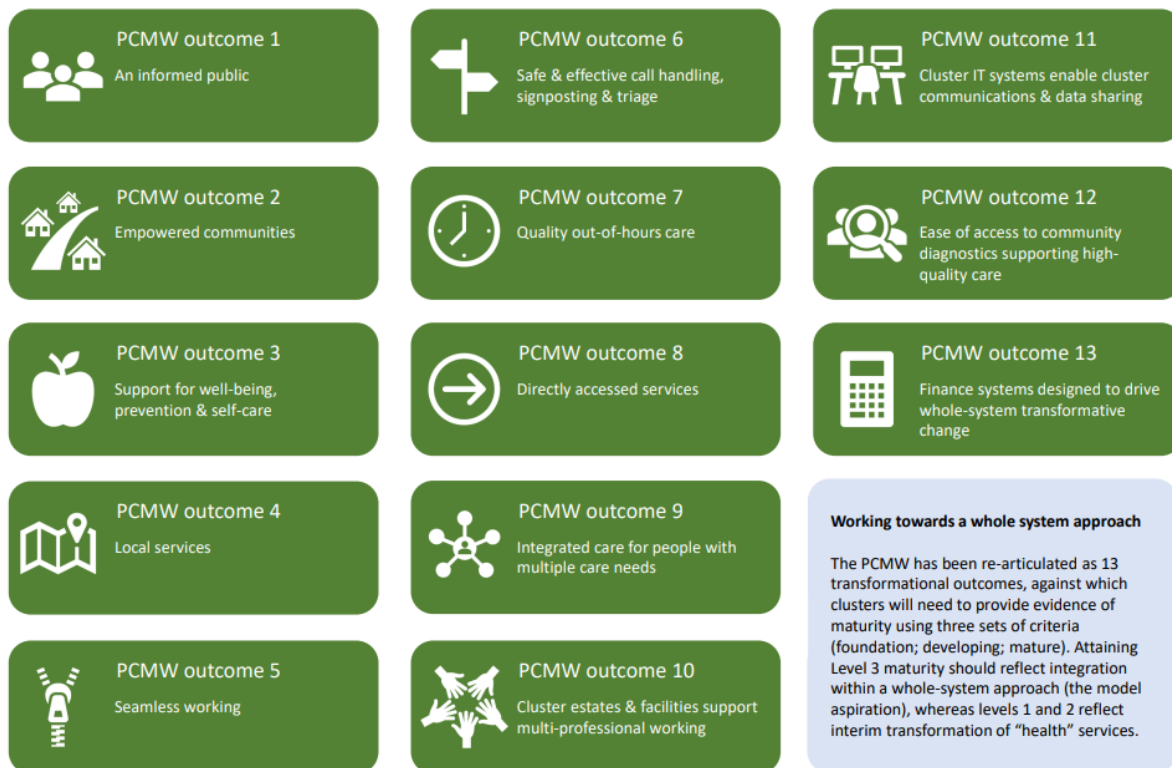 PCMW outcome 1
An informed public
PCMW outcome 2
Empowered communities
PCMW outcome 3
Support for well-being,
prevention & self-care
PCMW outcome 4
Local services
PCMW outcome 5
Seamless working
PCMW outcome 6
Safe & effective call handling,
signposting & triage
PCMW outcome 7
Quality out-of-hours care
PCMW outcome 8
Directly accessed services
PCMW outcome 9
Integrated care for people with
multiple care needs
PCMW outcome 10
Cluster estates & facilities support
multi-professional working
PCMW outcome 11
Cluster IT systems enable cluster
communications & data sharing
PCMW outcome 12
Ease of access to community
diagnostics supporting high-
quality care
PCMW outcome 13
Finance systems designed to drive
whole-system transformative
change
Working towards a whole system approach
The PCMW has been re-articulated as 13
transformational outcomes, against which
clusters will need to provide evidence of
maturity using three sets of criteria
(foundation; developing; mature). Attaining
Level 3 maturity should reflect integration
within a whole-system approach (the model
aspiration), whereas levels 1 and 2 reflect
interim transformation of “health” services.